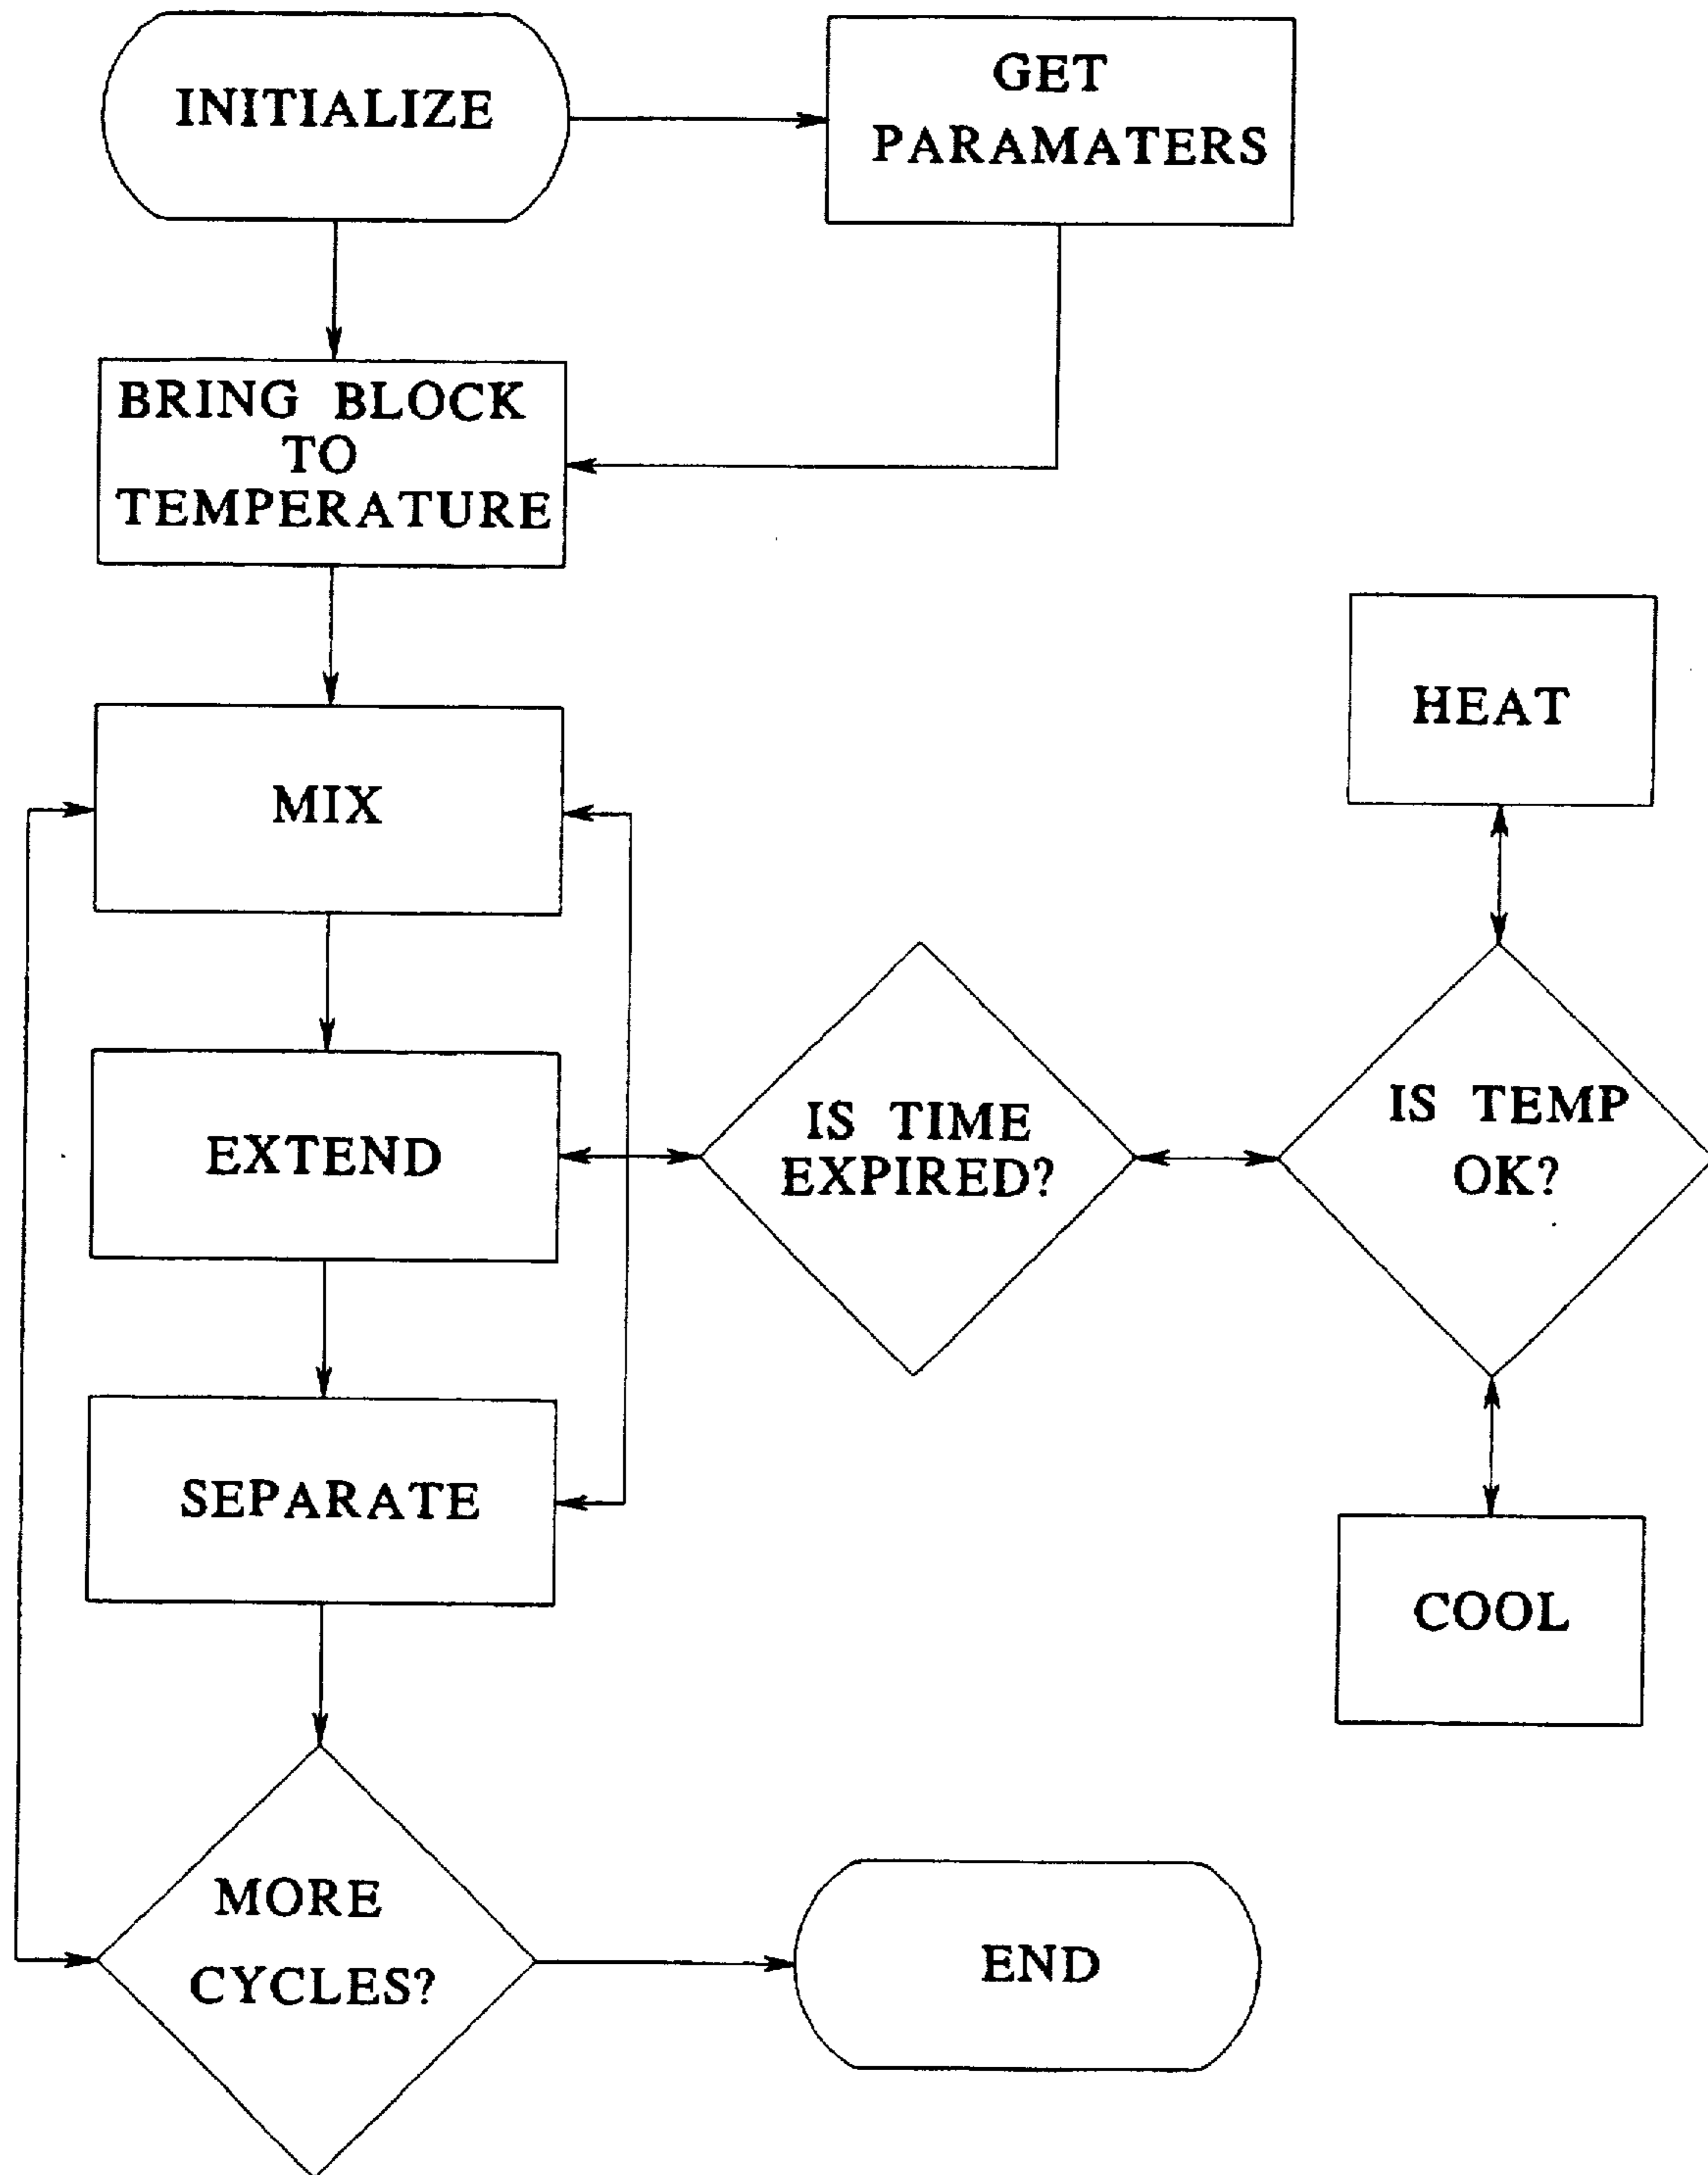 INITIALIZE
GET
PARAMATERS
BRING BLOCK
TO
TEMPERATURE
HEAT
MIX
IS TIME
EXPIRED?
IS TEMP
OK?
EXTEND
SEPARATE
COOL
MORE
CYCLES?
END